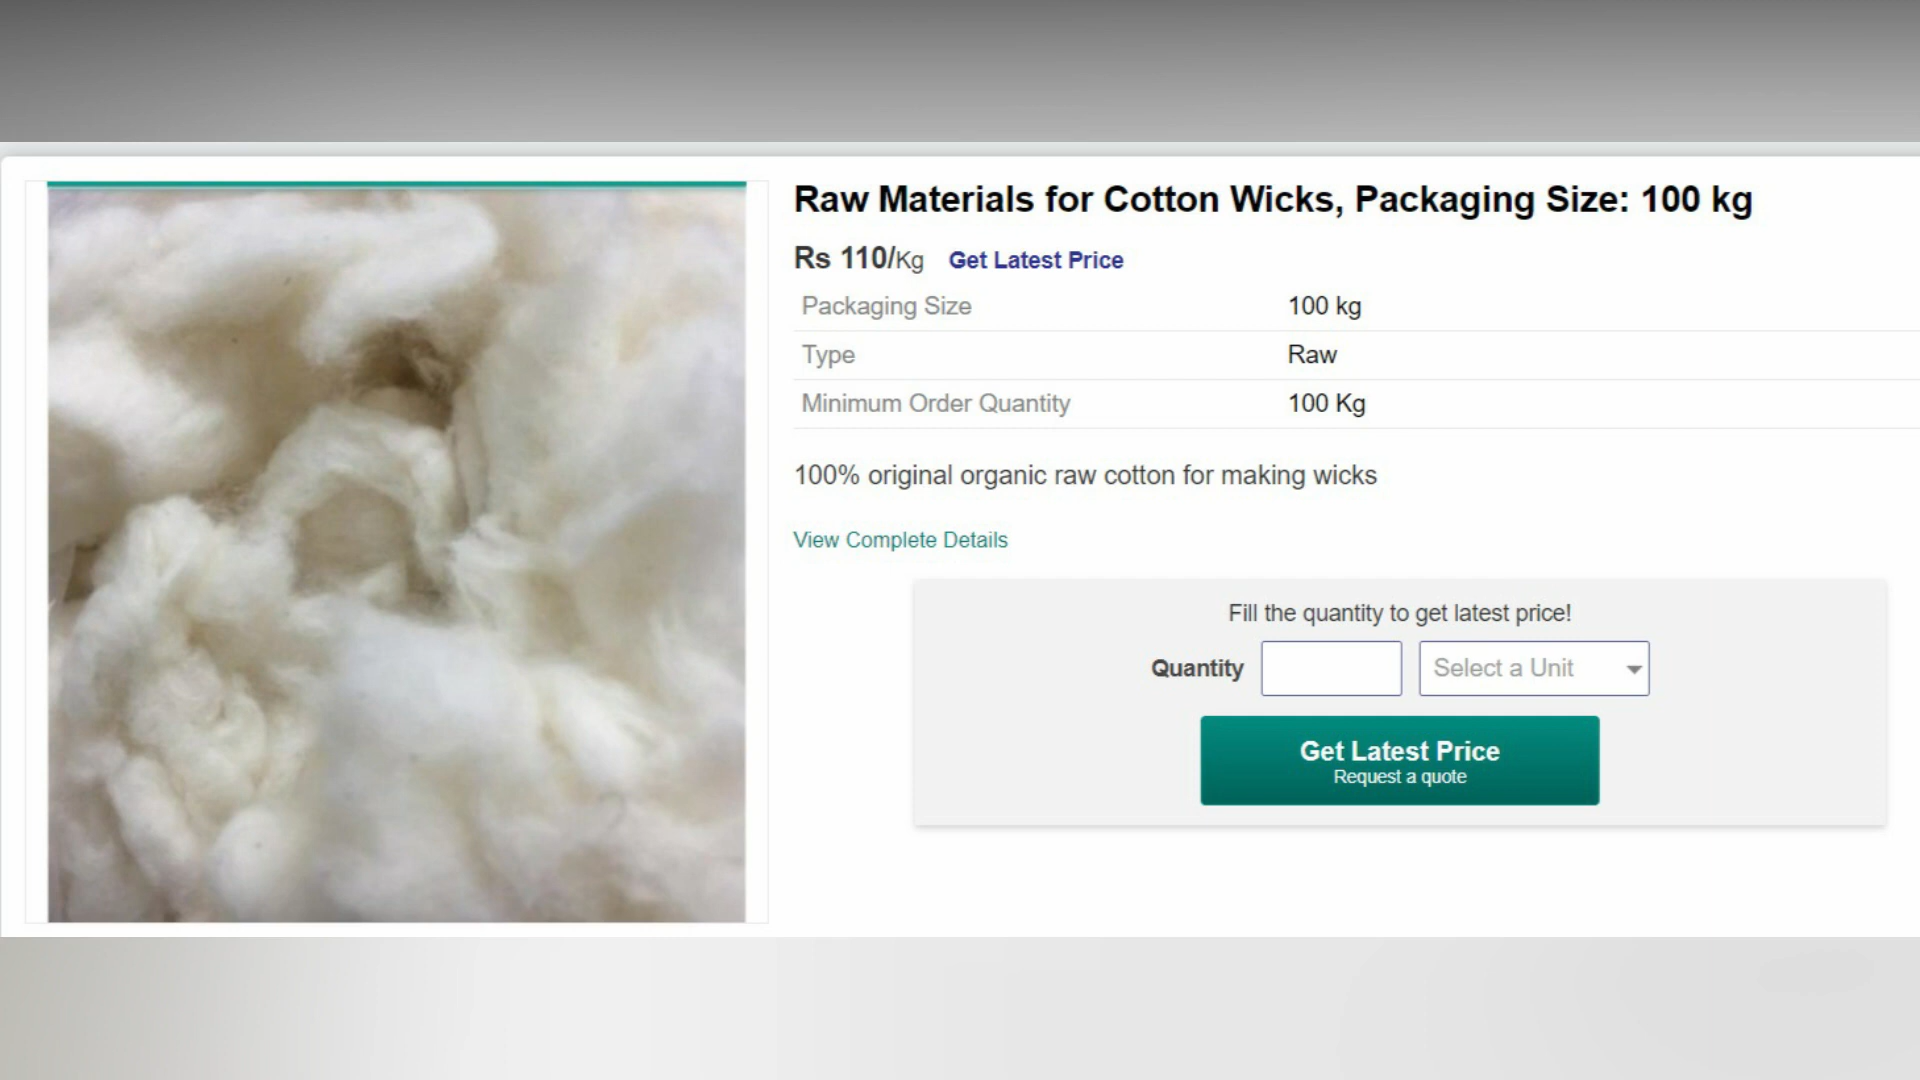 Raw Materials for Cotton Wicks, Packaging Size: 100 kg
Rs 110/Kg Get Latest Price
Packaging Size 100 kg
Type Raw
Minimum Order Quantity 100 Kg
100% original organic raw cotton for making wicks
View Complete Details
Fill the quantity to get latest price!
Quantity Select a Unit
Get Latest Price
Request a quote